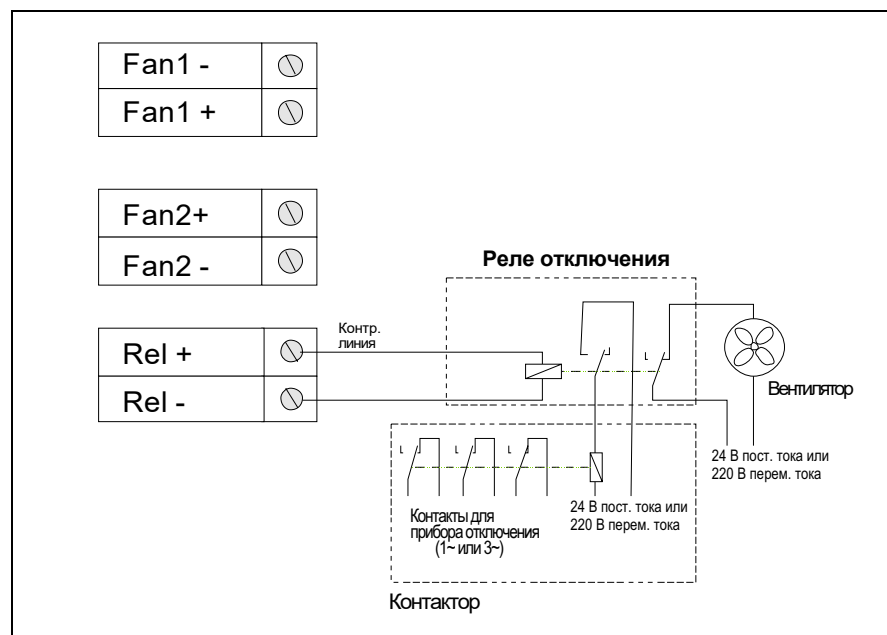 Fan1 -
Fan1 +
Fan2+
Fan2 -
Реле отключения
Контр.
линия
Rel +
Rel -
Вентилятор
24 В пост. тока или
220 В перем. тока
24 В пост. тока или
220 В перем. тока
Контакты для
прибора отключения
(1~ или 3~)
Контактор